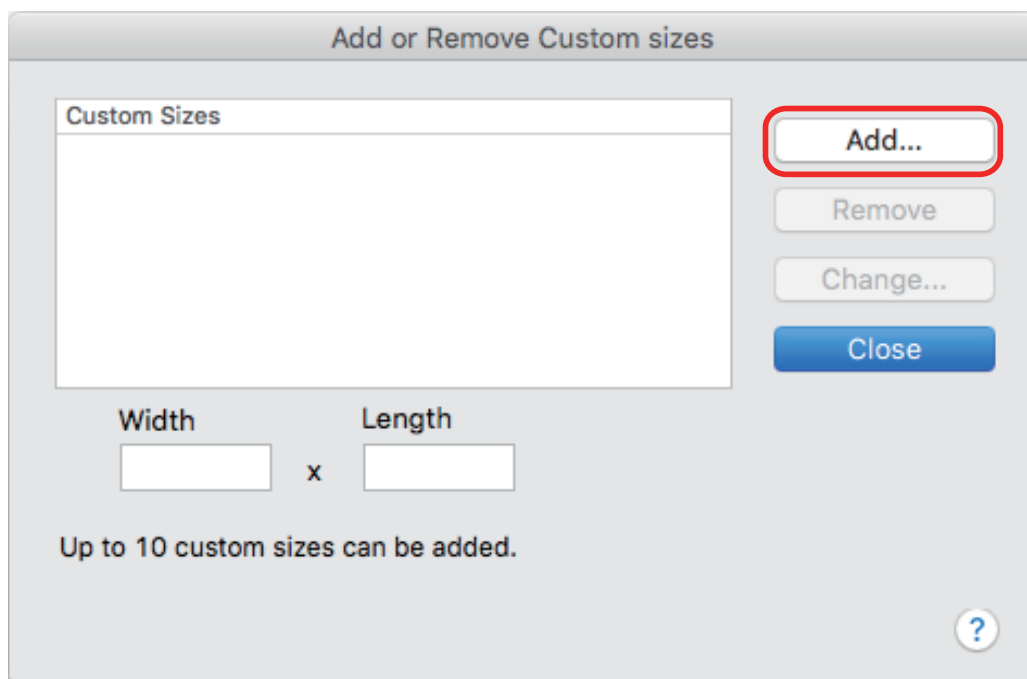 Add or Remove Custom sizes
Custom Sizes
Add...
Remove
Change...
Close
Width
Length
x
Up to 10 custom sizes can be added.
?